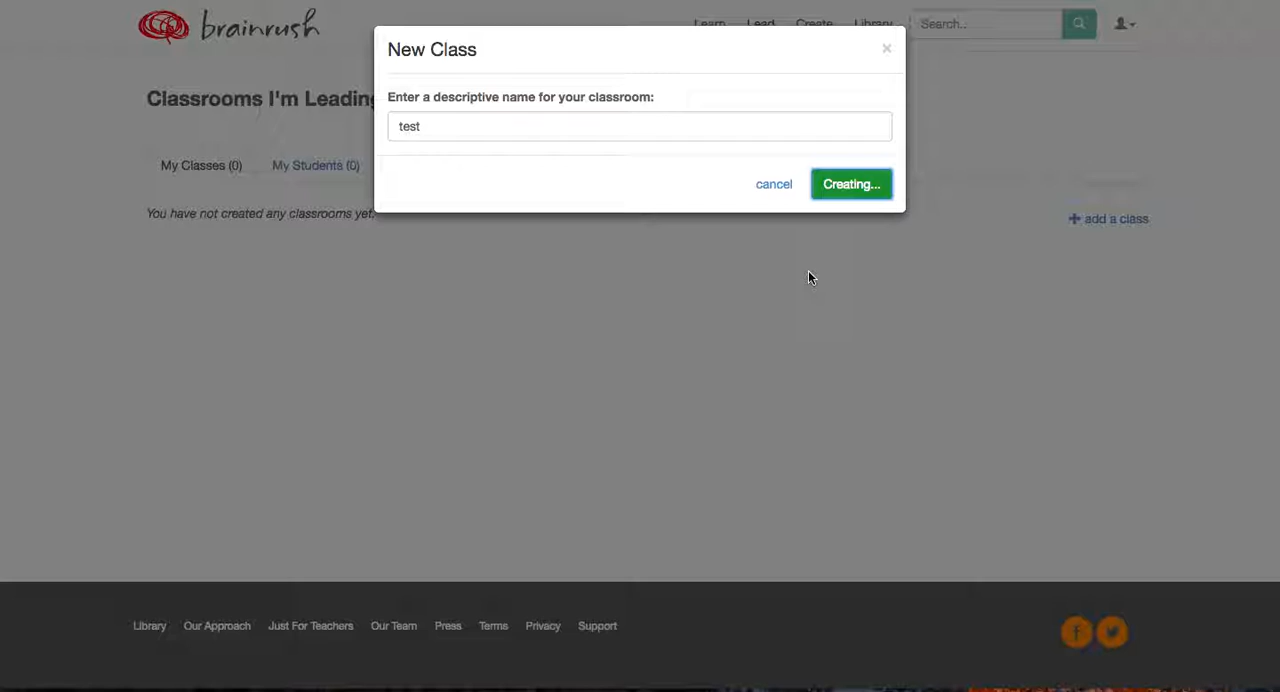 brainrush
Learn Lead Create Library Search..
New Class ×
Classrooms I'm Leading
Enter a descriptive name for your classroom:
test
My Classes (0) My Students (0)
cancel Creating...
You have not created any classrooms yet.
+ add a class
Library Our Approach Just For Teachers Our Team Press Terms Privacy Support